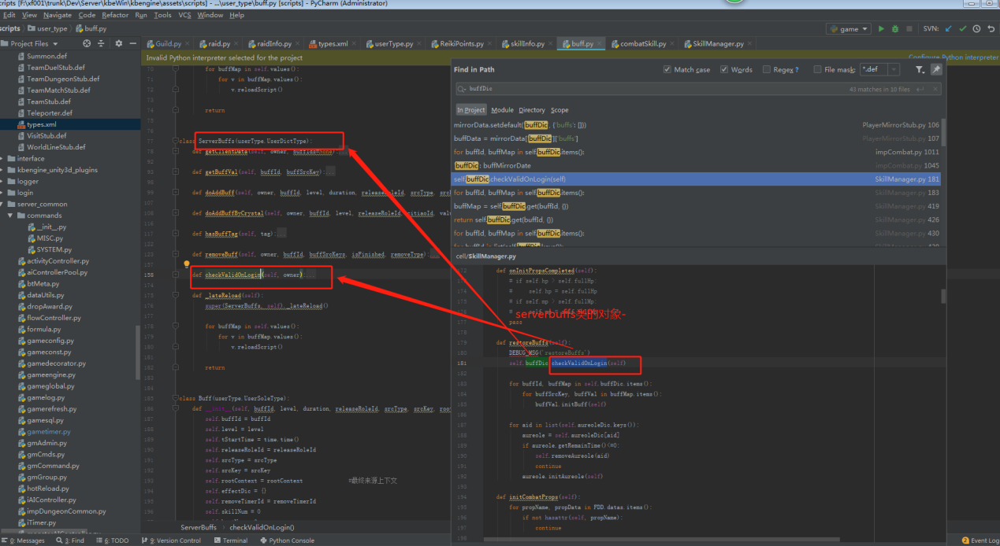 cripts [F:\xf001\trunk\Dev\Server\kbeWin\kbengine\assets\scripts] - ...\user_type\buff.py [scripts] - PyCharm (Administrator)
Edit View Navigate Code Refactor Run Tools VCS Window Help
scripts user_type buff.py game SVN:
Project Files Guild.py raid.py raidInfo.py types.xml userType.py ReikiPoints.py skillInfo.py buff.py combatSkill.py SkillManager.py
Invalid Python interpreter selected for the project Configure Python interpreter
Summon.def
TeamDuelStub.def
TeamDungeonStub.def
TeamMatchStub.def
TeamStub.def
Teleporter.def
types.xml
VisitStub.def
WorldLineStub.def
interface
kbengine_unity3d_plugins
logger
login
server_common
commands
__init__.py
MISC.py
SYSTEM.py
activityController.py
aiControllerPool.py
btMeta.py
dataUtils.py
dropAward.py
flowController.py
formula.py
gameconfig.py
gameconst.py
gamedecorator.py
gameengine.py
gameglobal.py
gamelog.py
gamerefresh.py
gamesql.py
gametimer.py
gmAdmin.py
gmCmds.py
gmCommand.py
gmGroup.py
hotReload.py
iAIController.py
impDungeonCommon.py
iTimer.py
for buffMap in self.values():
for v in buffMap.values():
v.reloadScript()
return
class ServerBuffs(userType.UserDictType):
def getClientData(self, owner, buffIds=None):...
def getBuffVal(self, buffId, buffSrcKey):...
def doAddBuff(self, owner, buffId, level, duration, releaseRoleId, srcType, srcK
def doAddBuffByCrystal(self, owner, buffId, level, releaseRoleId, citiaoId, valu
def hasBuffTag(self, tag):...
def removeBuff(self, owner, buffId, buffSrcKeys, isFinished, removeType):...
158 def checkValidOnLogin(self, owner):...
def _lateReload(self):
super(ServerBuffs, self)._lateReload()
for buffMap in self.values():
for v in buffMap.values():
v.reloadScript()
return
class Buff(userType.UserSoleType):
def __init__(self, buffId, level, duration, releaseRoleId, srcType, srcKey, root
self.buffId = buffId
self.level = level
self.tStartTime = time.time()
self.releaseRoleId = releaseRoleId
self.srcType = srcType
self.srcKey = srcKey
self.rootContext = rootContext #最终来源上下文
self.effectDic = {}
self.removeTimerId = removeTimerId
self.skillNum = 0
ServerBuffs checkValidOnLogin()
Find in Path Match case Words Regex ? File mask: *.def
buffDic 43 matches in 10 files
In Project Module Directory Scope
mirrorData.setdefault('buffDic', {'buffs': []}) PlayerMirrorStub.py 106
buffData = mirrorData['buffDic']['buffs'] PlayerMirrorStub.py 107
for buffId, buffMap in self.buffDic.items(): impCombat.py 1011
'buffDic': buffMirrorDate impCombat.py 1045
self.buffDic.checkValidOnLogin(self) SkillManager.py 181
for buffId, buffMap in self.buffDic.items(): SkillManager.py 183
buffMap = self.buffDic.get(buffId, {}) SkillManager.py 419
return self.buffDic.get(buffId, {}) SkillManager.py 426
for buffId, buffMap in self.buffDic.items(): SkillManager.py 430
cell/SkillManager.py
def onInitPropsCompleted(self):
# if self.hp > self.fullHp:
# self.hp = self.fullHp
# if self.mp > self.fullMp:
serverbuffs类的对象-
pass
def restoreBuffs(self):
DEBUG_MSG('restoreBuffs')
181 self.buffDic.checkValidOnLogin(self)
for buffId, buffMap in self.buffDic.items():
for buffSrcKey, buffVal in buffMap.items():
buffVal.initBuff(self)
for aid in list(self.aureoleDic.keys()):
aureole = self.aureoleDic[aid]
if aureole.getRemainTime()<=0:
self.removeAureole(aid)
continue
aureole.initAureole(self)
def initCombatProps(self):
for propName, propData in FDD.datas.items():
if not hasattr(self, propName):
continue
0: Messages 3: Find 6: TODO 9: Version Control Terminal Python Console 2 Event Log